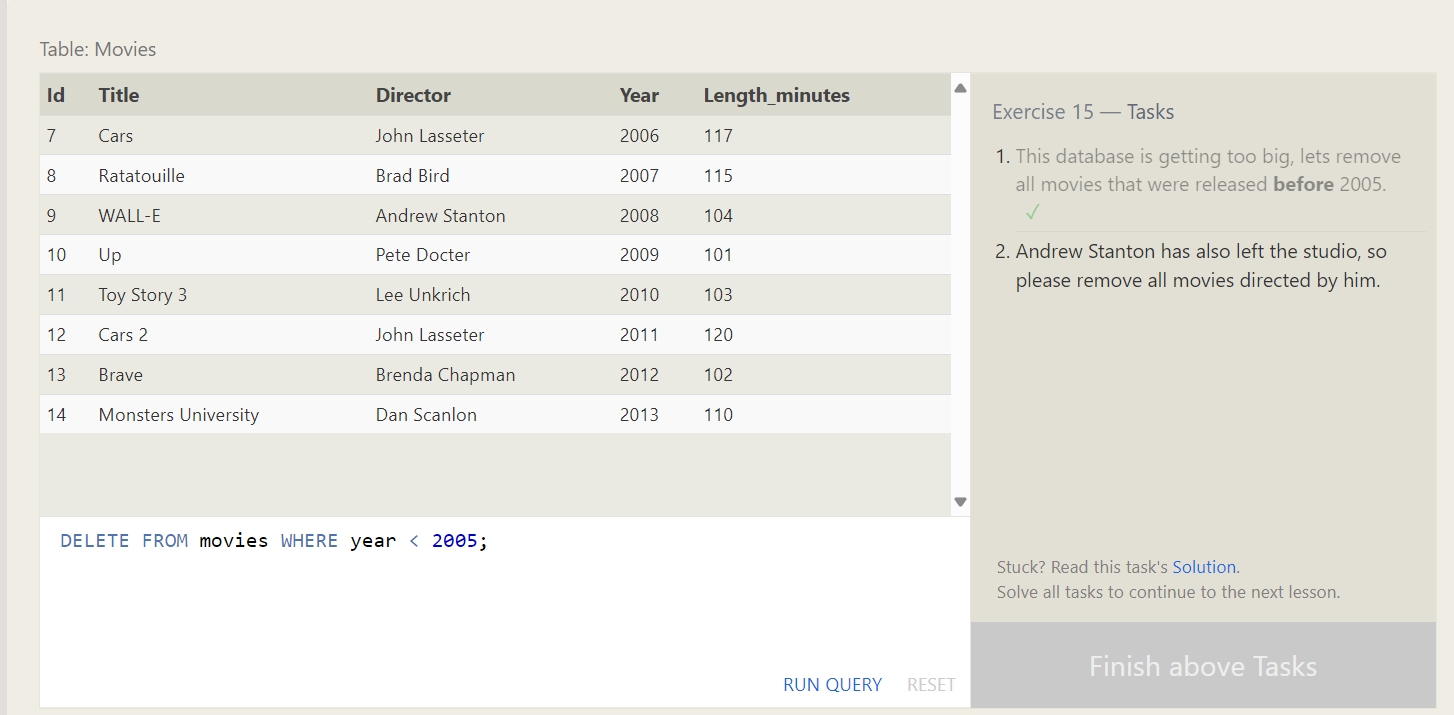 Table: Movies
Id Title Director Year Length_minutes
7 Cars John Lasseter 2006 117
8 Ratatouille Brad Bird 2007 115
9 WALL-E Andrew Stanton 2008 104
10 Up Pete Docter 2009 101
11 Toy Story 3 Lee Unkrich 2010 103
12 Cars 2 John Lasseter 2011 120
13 Brave Brenda Chapman 2012 102
14 Monsters University Dan Scanlon 2013 110
DELETE FROM movies WHERE year < 2005;
RUN QUERY RESET
Exercise 15 — Tasks
1. This database is getting too big, lets remove
all movies that were released before 2005.
✓
2. Andrew Stanton has also left the studio, so
please remove all movies directed by him.
Stuck? Read this task's Solution.
Solve all tasks to continue to the next lesson.
Finish above Tasks